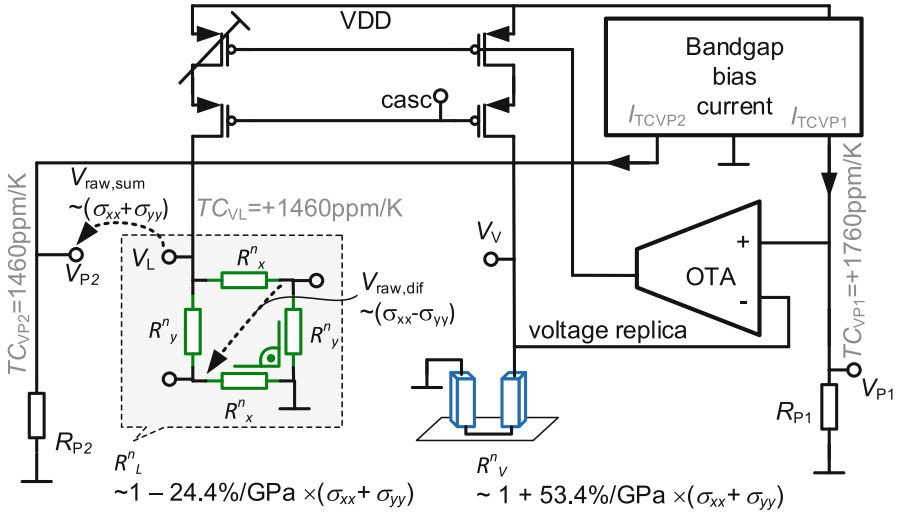 VDD
Bandgap
bias
current
I_TCVP2
I_TCVP1
casc
V_raw,sum
~(σ_xx+σ_yy)
TC_VL=+1460ppm/K
TC_VP2=1460ppm/K
TC_VP1=+1760ppm/K
V_P2
V_L
V_V
R^n_x
V_raw,dif
~(σ_xx-σ_yy)
R^n_y
R^n_y
R^n_x
+
OTA
-
voltage replica
V_P1
R_P1
R_P2
R^n_L
~1 – 24.4%/GPa ×(σ_xx+ σ_yy)
R^n_V
~ 1 + 53.4%/GPa ×(σ_xx+ σ_yy)